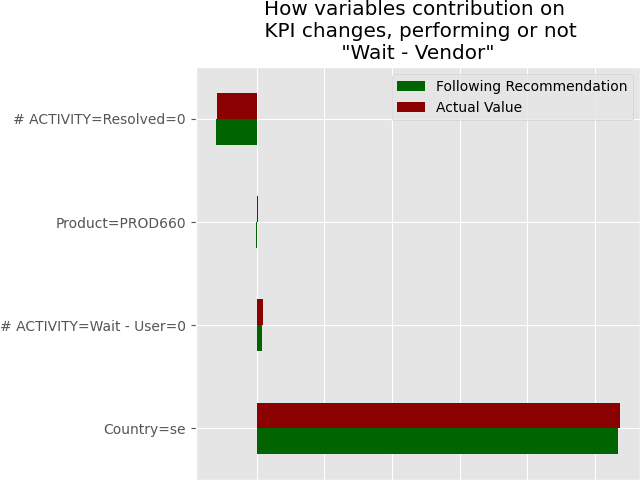 How variables contribution on
KPI changes, performing or not
"Wait - Vendor"
Following Recommendation
Actual Value
# ACTIVITY=Resolved=0
Product=PROD660
# ACTIVITY=Wait - User=0
Country=se